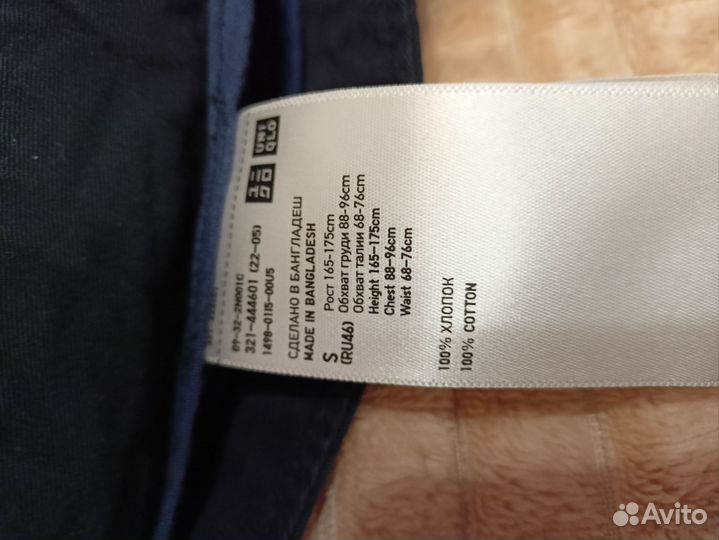 UNI
QLO
09-32-2N001C
321-444601 (22-05)
1498-0115-00U5
СДЕЛАНО В БАНГЛАДЕШ
MADE IN BANGLADESH
S
(RU46)
Рост 165-175cm
Обхват груди 88-96cm
Обхват талии 68-76cm
Height 165-175cm
Chest 88-96cm
Waist 68-76cm
100% ХЛОПОК
100% COTTON
Avito